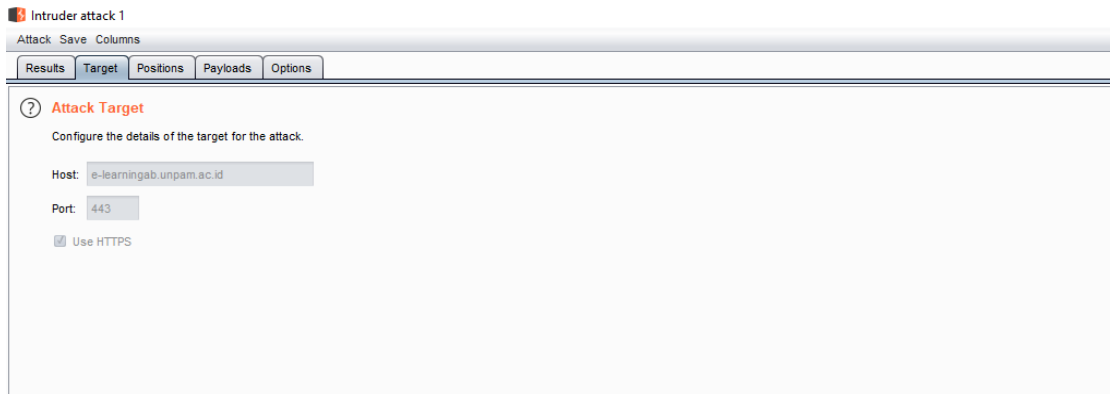 Intruder attack 1
Attack Save Columns
Results Target Positions Payloads Options
? Attack Target
Configure the details of the target for the attack.
Host: e-learningab.unpam.ac.id
Port: 443
Use HTTPS